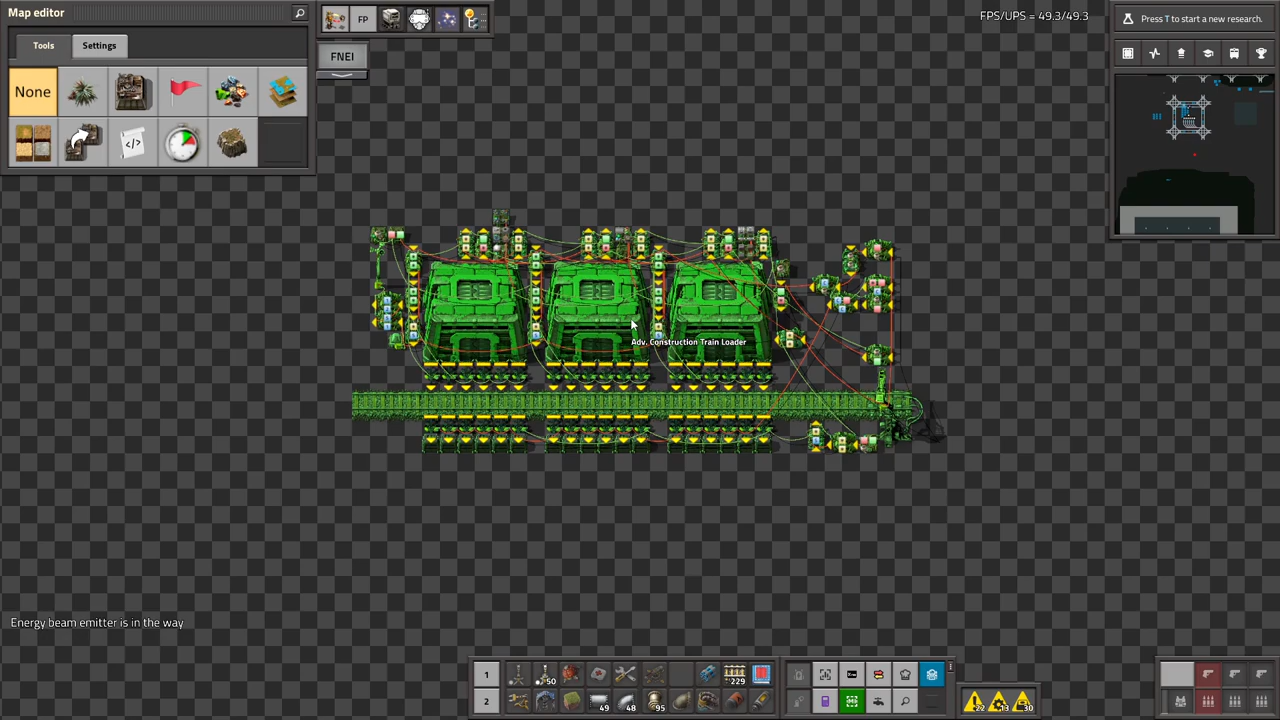 Map editor
FP
FPS/UPS = 49.3/49.3
Press T to start a new research.
Tools
Settings
FNEI
None
</>
Adv. Construction Train Loader
Energy beam emitter is in the way
1
50
229
2
49
48
95